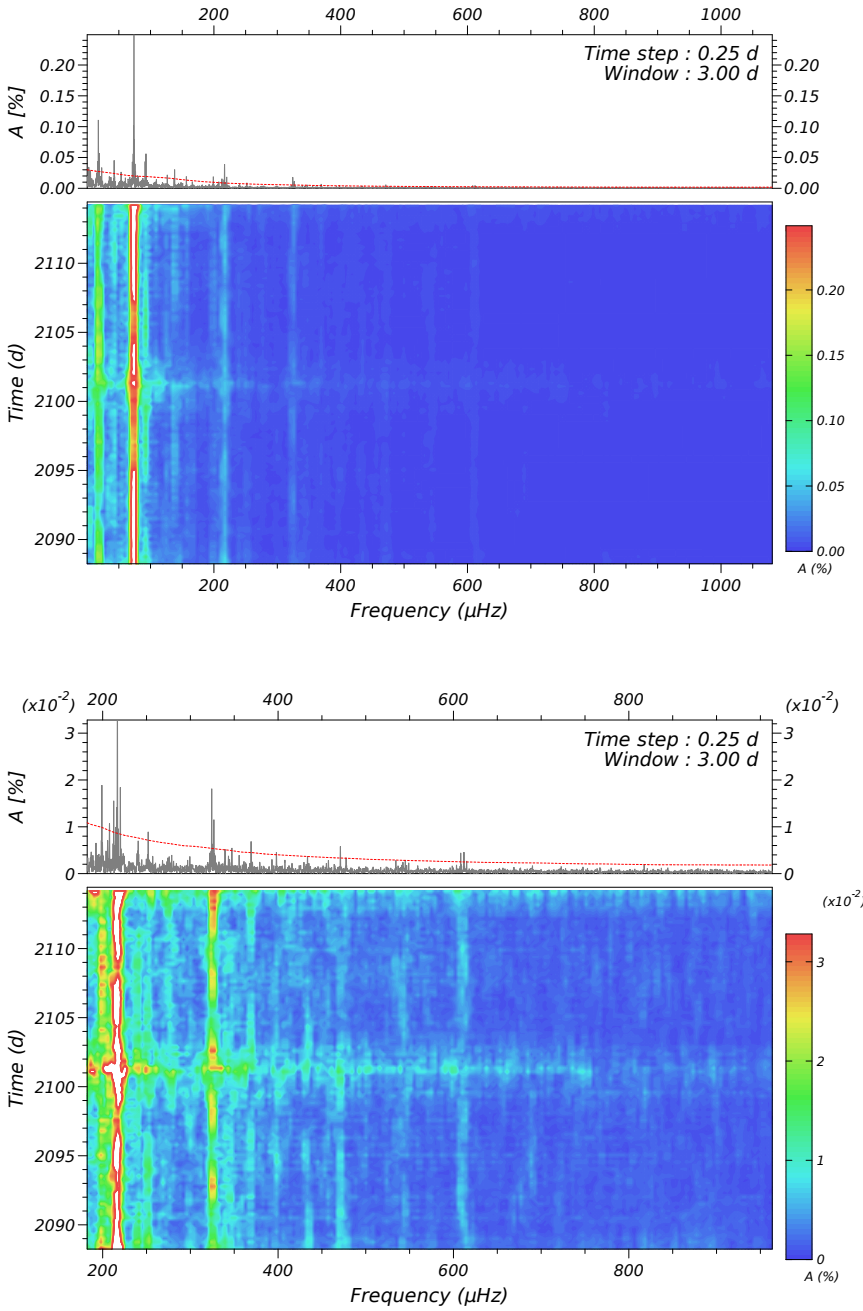 200 400 600 800 1000
Time step : 0.25 d
Window : 3.00 d
A [%]
0.20 0.20
0.15 0.15
0.10 0.10
0.05 0.05
0.00 0.00
Time (d)
2110
2105
2100
2095
2090
0.20
0.15
0.10
0.05
0.00
A (%)
200 400 600 800 1000
Frequency (μHz)
(x10⁻²) 200 400 600 800 (x10⁻²)
Time step : 0.25 d
Window : 3.00 d
A [%]
3 3
2 2
1 1
0 0
(x10⁻²)
Time (d)
2110
2105
2100
2095
2090
3
2
1
0
A (%)
200 400 600 800
Frequency (μHz)